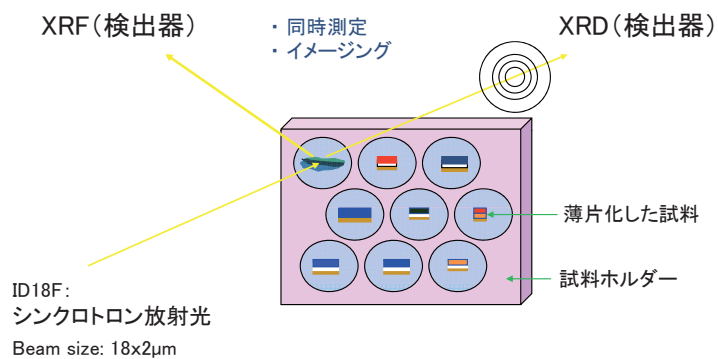 XRF（検出器）
・同時測定
・イメージング
XRD（検出器）
薄片化した試料
試料ホルダー
ID18F：
シンクロトロン放射光
Beam size: 18x2μm